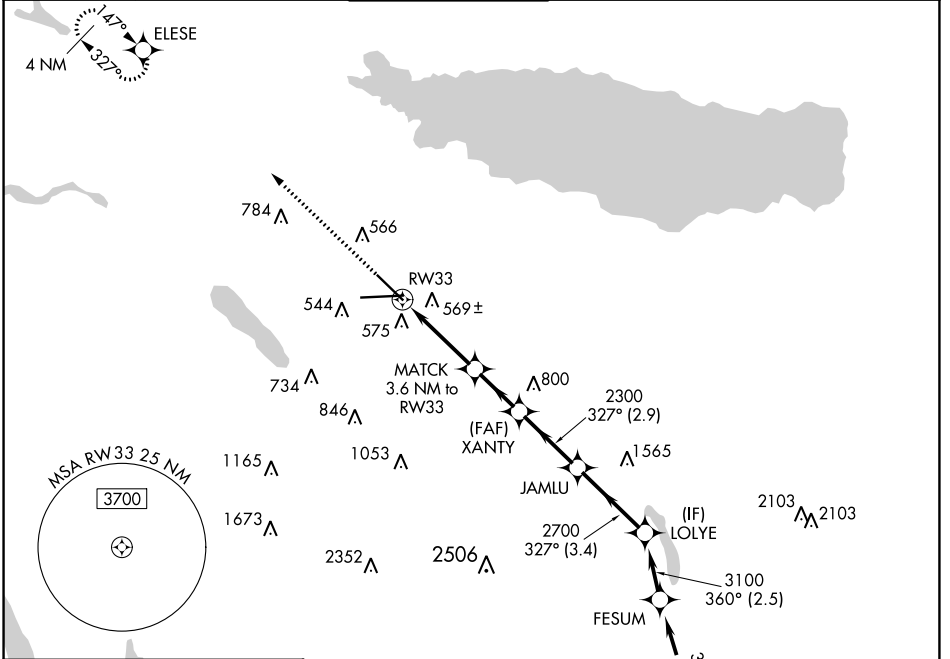 147°
ELESE
4 NM
327°
784
566
RW33
544
569±
575
MATCK
3.6 NM to
RW33
734
800
2300
327° (2.9)
846
(FAF)
XANTY
1053
1565
1165
JAMLU
MSA RW33 25 NM
3700
2103
2103
(IF)
LOLYE
1673
2700
327° (3.4)
2352
2506
3100
360° (2.5)
FESUM